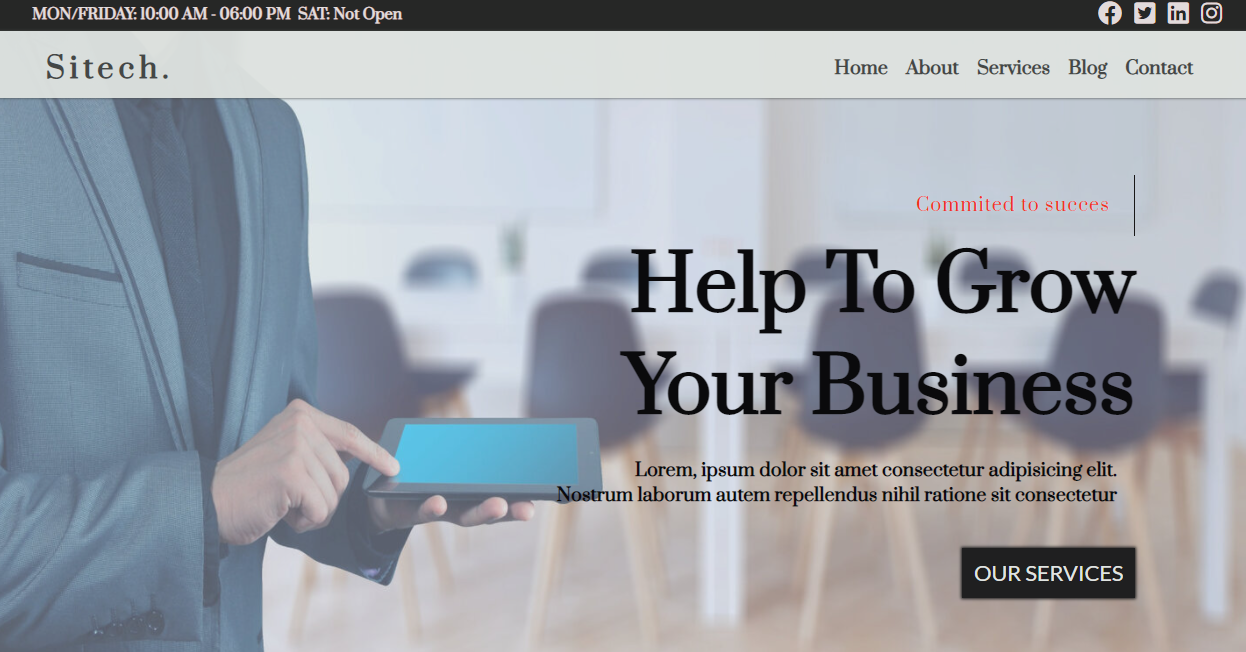 MON/FRIDAY: 10:00 AM - 06:00 PM SAT: Not Open
Sitech.
Home About Services Blog Contact
Commited to succes
Help To Grow
Your Business
Lorem, ipsum dolor sit amet consectetur adipisicing elit.
Nostrum laborum autem repellendus nihil ratione sit consectetur
OUR SERVICES